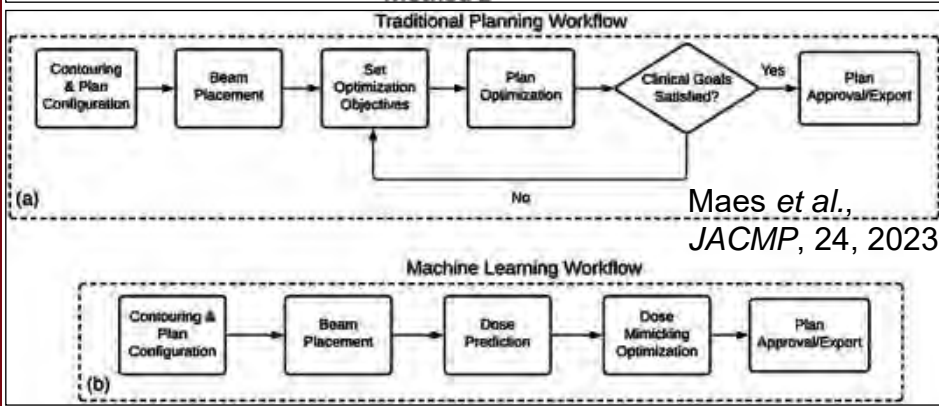 Traditional Planning Workflow
Contouring
& Plan
Configuration
Beam
Placement
Set
Optimization
Objectives
Plan
Optimization
Clinical Goals
Satisfied?
Yes
Plan
Approval/Export
No
(a)
Maes et al.,
JACMP, 24, 2023
Machine Learning Workflow
Contouring &
Plan
Configuration
Beam
Placement
Dose
Prediction
Dose
Mimicking
Optimization
Plan
Approval/Export
(b)